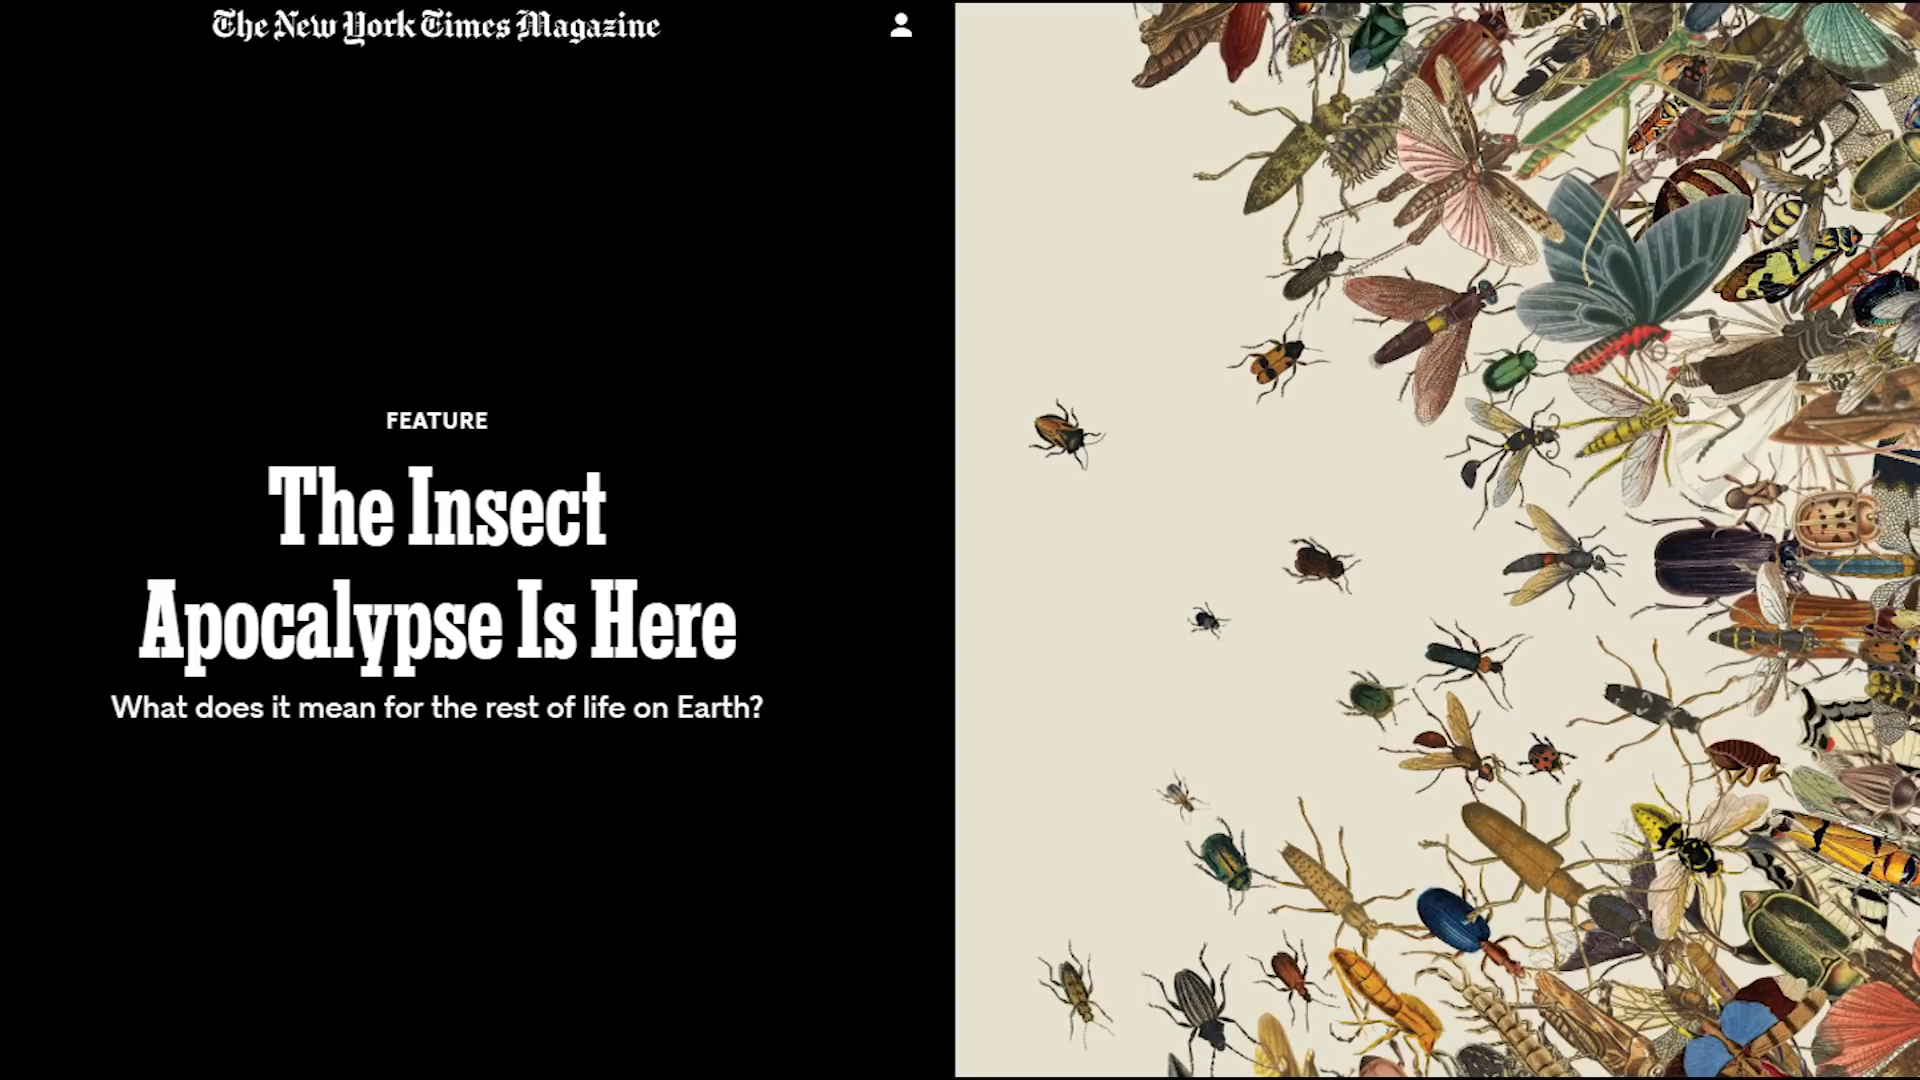 The New York Times Magazine
FEATURE
The Insect
Apocalypse Is Here
What does it mean for the rest of life on Earth?